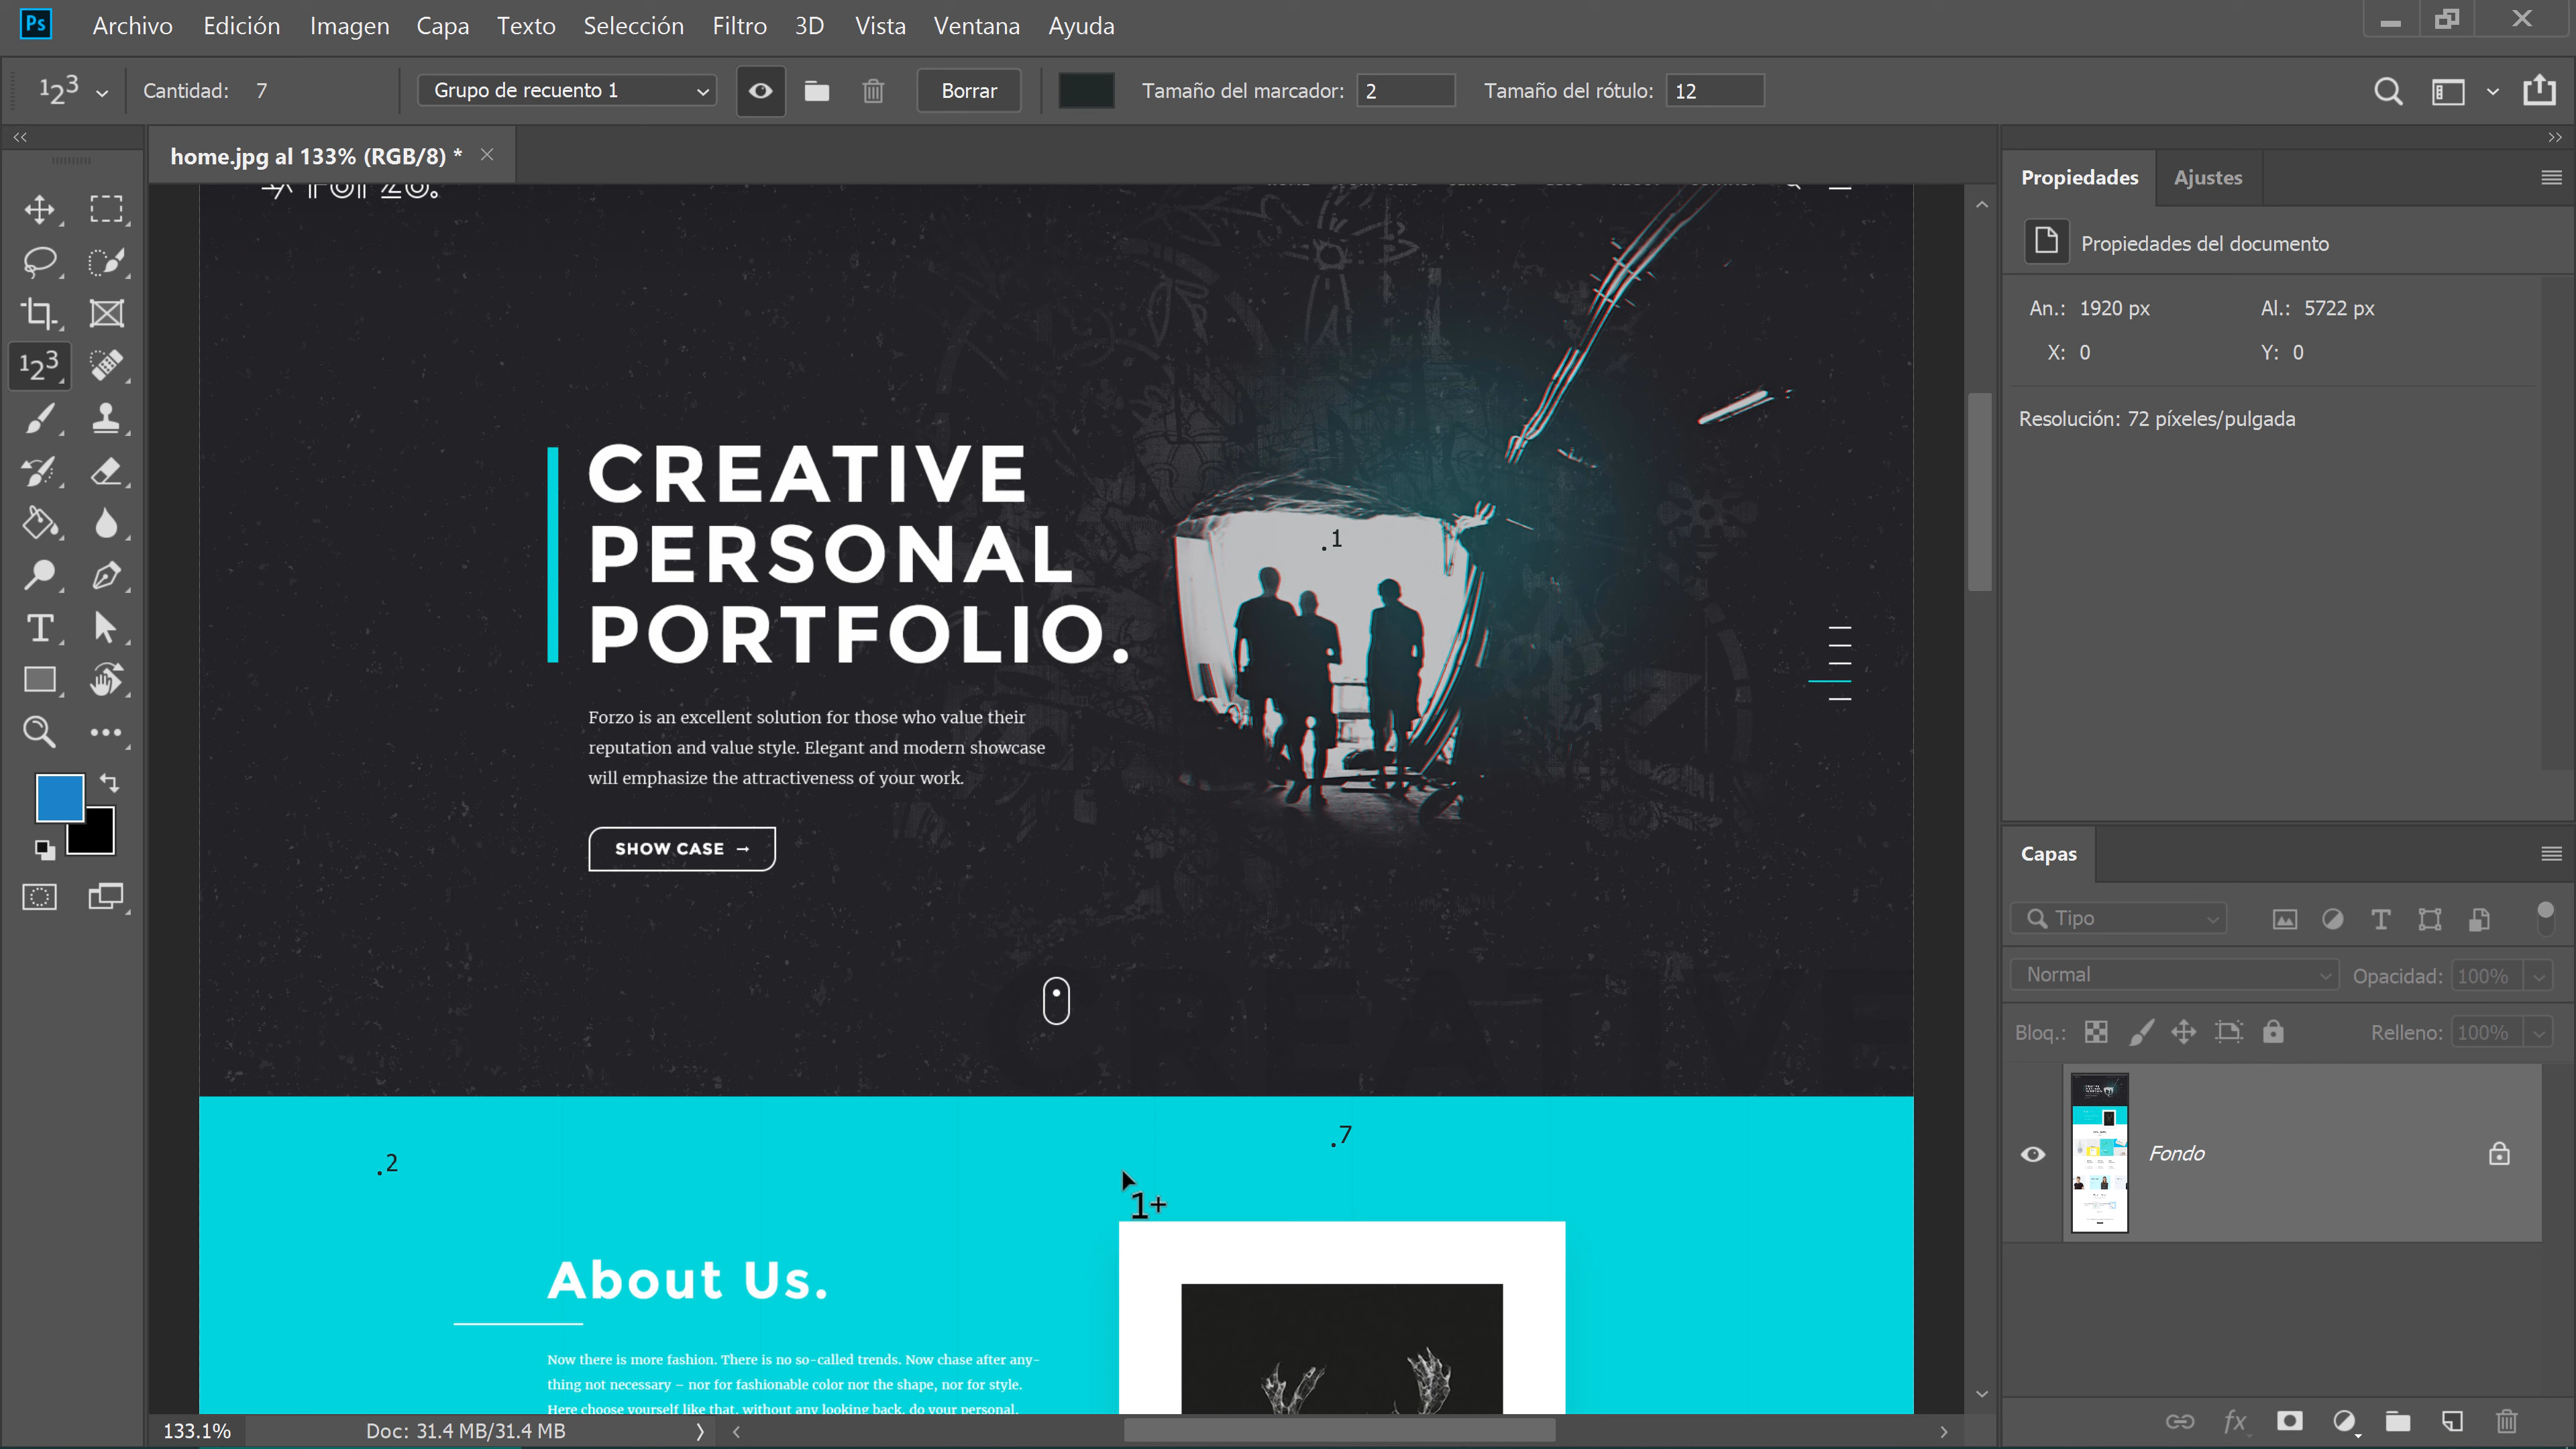 Ps Archivo Edición Imagen Capa Texto Selección Filtro 3D Vista Ventana Ayuda
123 Cantidad: 7 Grupo de recuento 1 Borrar Tamaño del marcador: 2 Tamaño del rótulo: 12
home.jpg al 133% (RGB/8) *
Propiedades Ajustes
Propiedades del documento
An.: 1920 px Al.: 5722 px
X: 0 Y: 0
Resolución: 72 píxeles/pulgada
123
T
CREATIVE
PERSONAL
PORTFOLIO.
1
Forzo is an excellent solution for those who value their
reputation and value style. Elegant and modern showcase
will emphasize the attractiveness of your work.
SHOW CASE →
CREATIVE
2
7
1+
About Us.
Now there is more fashion. There is no so-called trends. Now chase after any-
thing not necessary – nor for fashionable color nor the shape, nor for style.
Here choose yourself like that, without any looking back, do your personal,
Capas
Tipo
Normal Opacidad: 100%
Bloq.: Relleno: 100%
Fondo
fx
133.1% Doc: 31.4 MB/31.4 MB